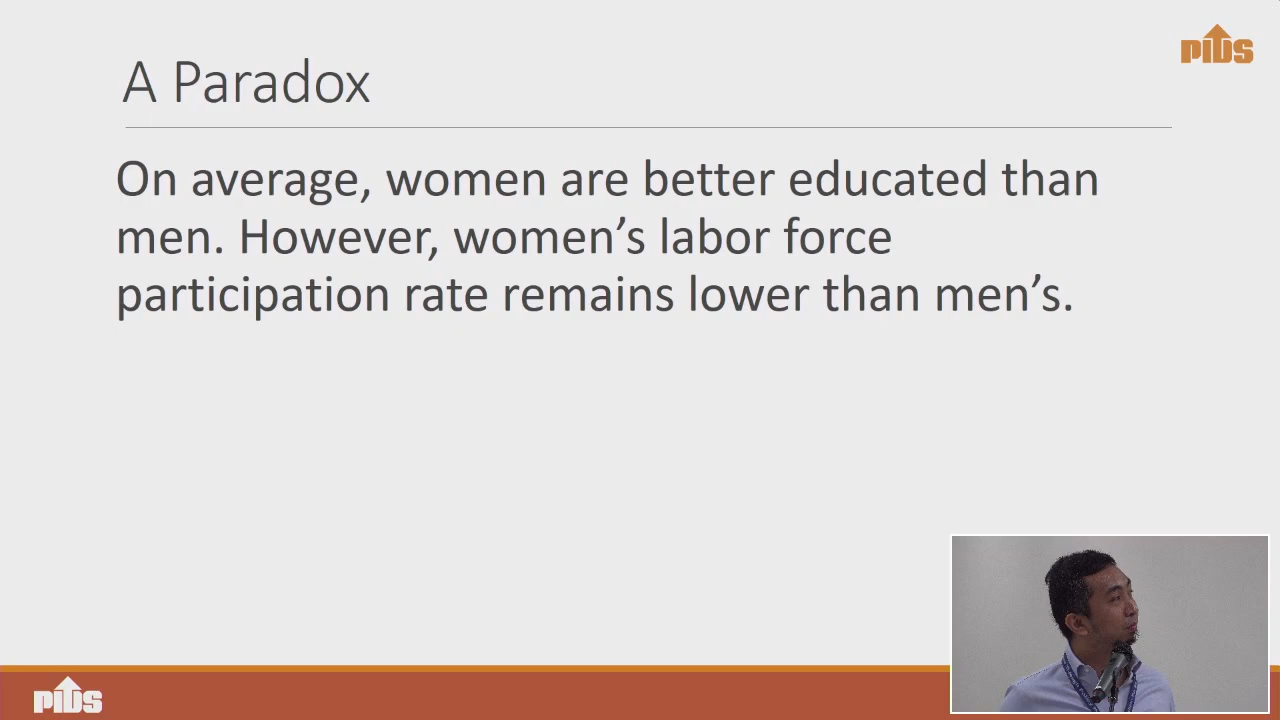 PIDS
A Paradox
On average, women are better educated than
men. However, women’s labor force
participation rate remains lower than men’s.
PIDS